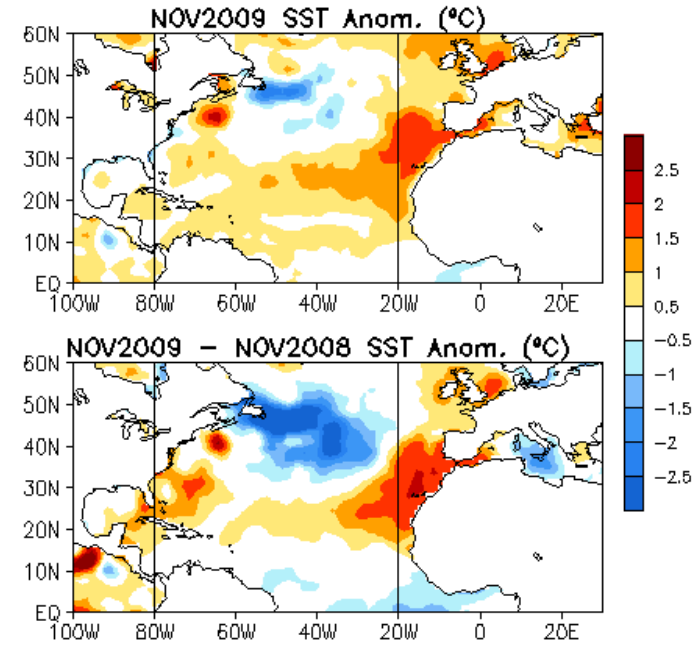 NOV2009 SST Anom. (ºC)
60N
50N
40N
30N
20N
10N
EQ
100W 80W 60W 40W 20W 0 20E
2.5
2
1.5
1
0.5
−0.5
−1
−1.5
−2
−2.5
NOV2009 − NOV2008 SST Anom. (ºC)
60N
50N
40N
30N
20N
10N
EQ
100W 80W 60W 40W 20W 0 20E